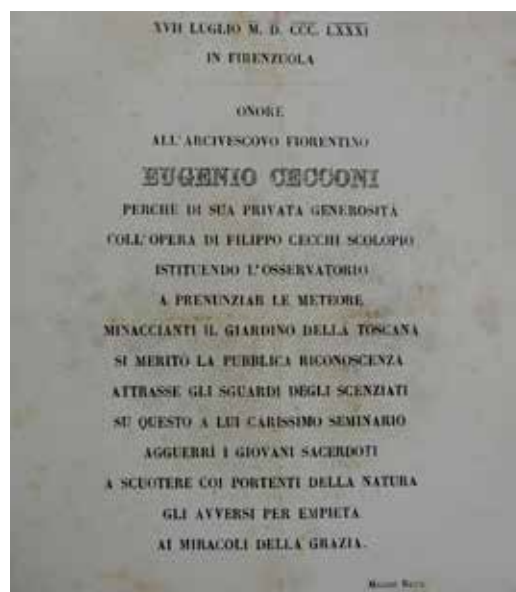 XVII LUGLIO M. D. CCC. LXXXI
IN FIRENZUOLA
ONORE
ALL'ARCIVESCOVO FIORENTINO
EUGENIO CECCONI
PERCHÈ DI SUA PRIVATA GENEROSITÀ
COLL'OPERA DI FILIPPO CECCHI SCOLOPIO
ISTITUENDO L'OSSERVATORIO
A PRENUNZIAR LE METEORE
MINACCIANTI IL GIARDINO DELLA TOSCANA
SI MERITÒ LA PUBBLICA RICONOSCENZA
ATTRASSE GLI SGUARDI DEGLI SCENZIATI
SU QUESTO A LUI CARISSIMO SEMINARIO
AGGUERRÌ I GIOVANI SACERDOTI
A SCUOTERE COI PORTENTI DELLA NATURA
GLI AVVERSI PER EMPIETÀ
AI MIRACOLI DELLA GRAZIA.